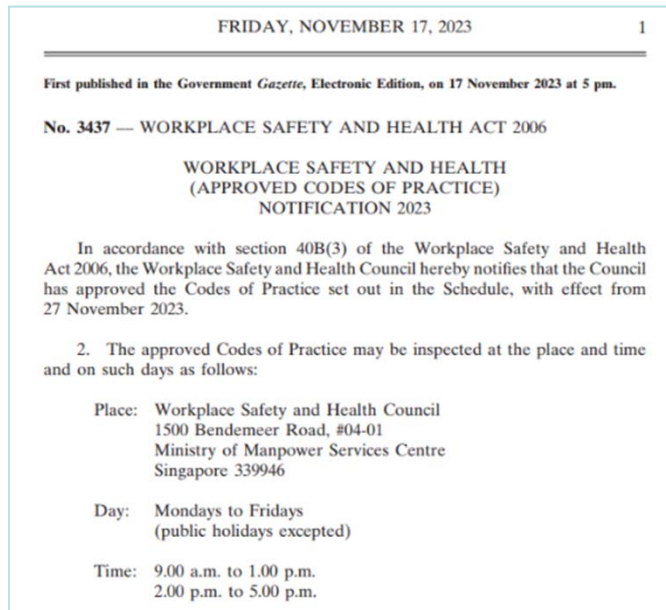 FRIDAY, NOVEMBER 17, 2023 1
First published in the Government Gazette, Electronic Edition, on 17 November 2023 at 5 pm.
No. 3437 — WORKPLACE SAFETY AND HEALTH ACT 2006
WORKPLACE SAFETY AND HEALTH
(APPROVED CODES OF PRACTICE)
NOTIFICATION 2023
In accordance with section 40B(3) of the Workplace Safety and Health
Act 2006, the Workplace Safety and Health Council hereby notifies that the Council
has approved the Codes of Practice set out in the Schedule, with effect from
27 November 2023.
2. The approved Codes of Practice may be inspected at the place and time
and on such days as follows:
Place: Workplace Safety and Health Council
1500 Bendemeer Road, #04-01
Ministry of Manpower Services Centre
Singapore 339946
Day: Mondays to Fridays
(public holidays excepted)
Time: 9.00 a.m. to 1.00 p.m.
2.00 p.m. to 5.00 p.m.